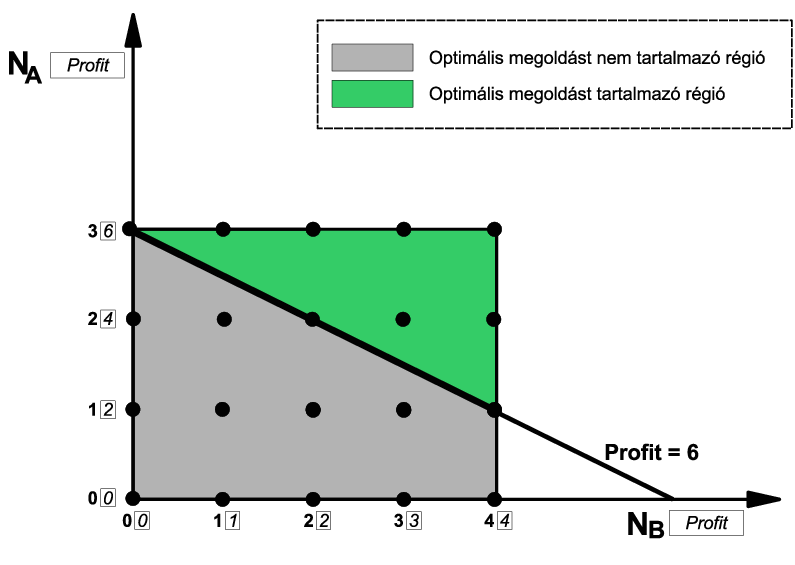 Optimális megoldást nem tartalmazó régió
Optimális megoldást tartalmazó régió
NA Profit
3 6
2 4
1 2
0 0
Profit = 6
0 0 1 1 2 2 3 3 4 4
NB Profit